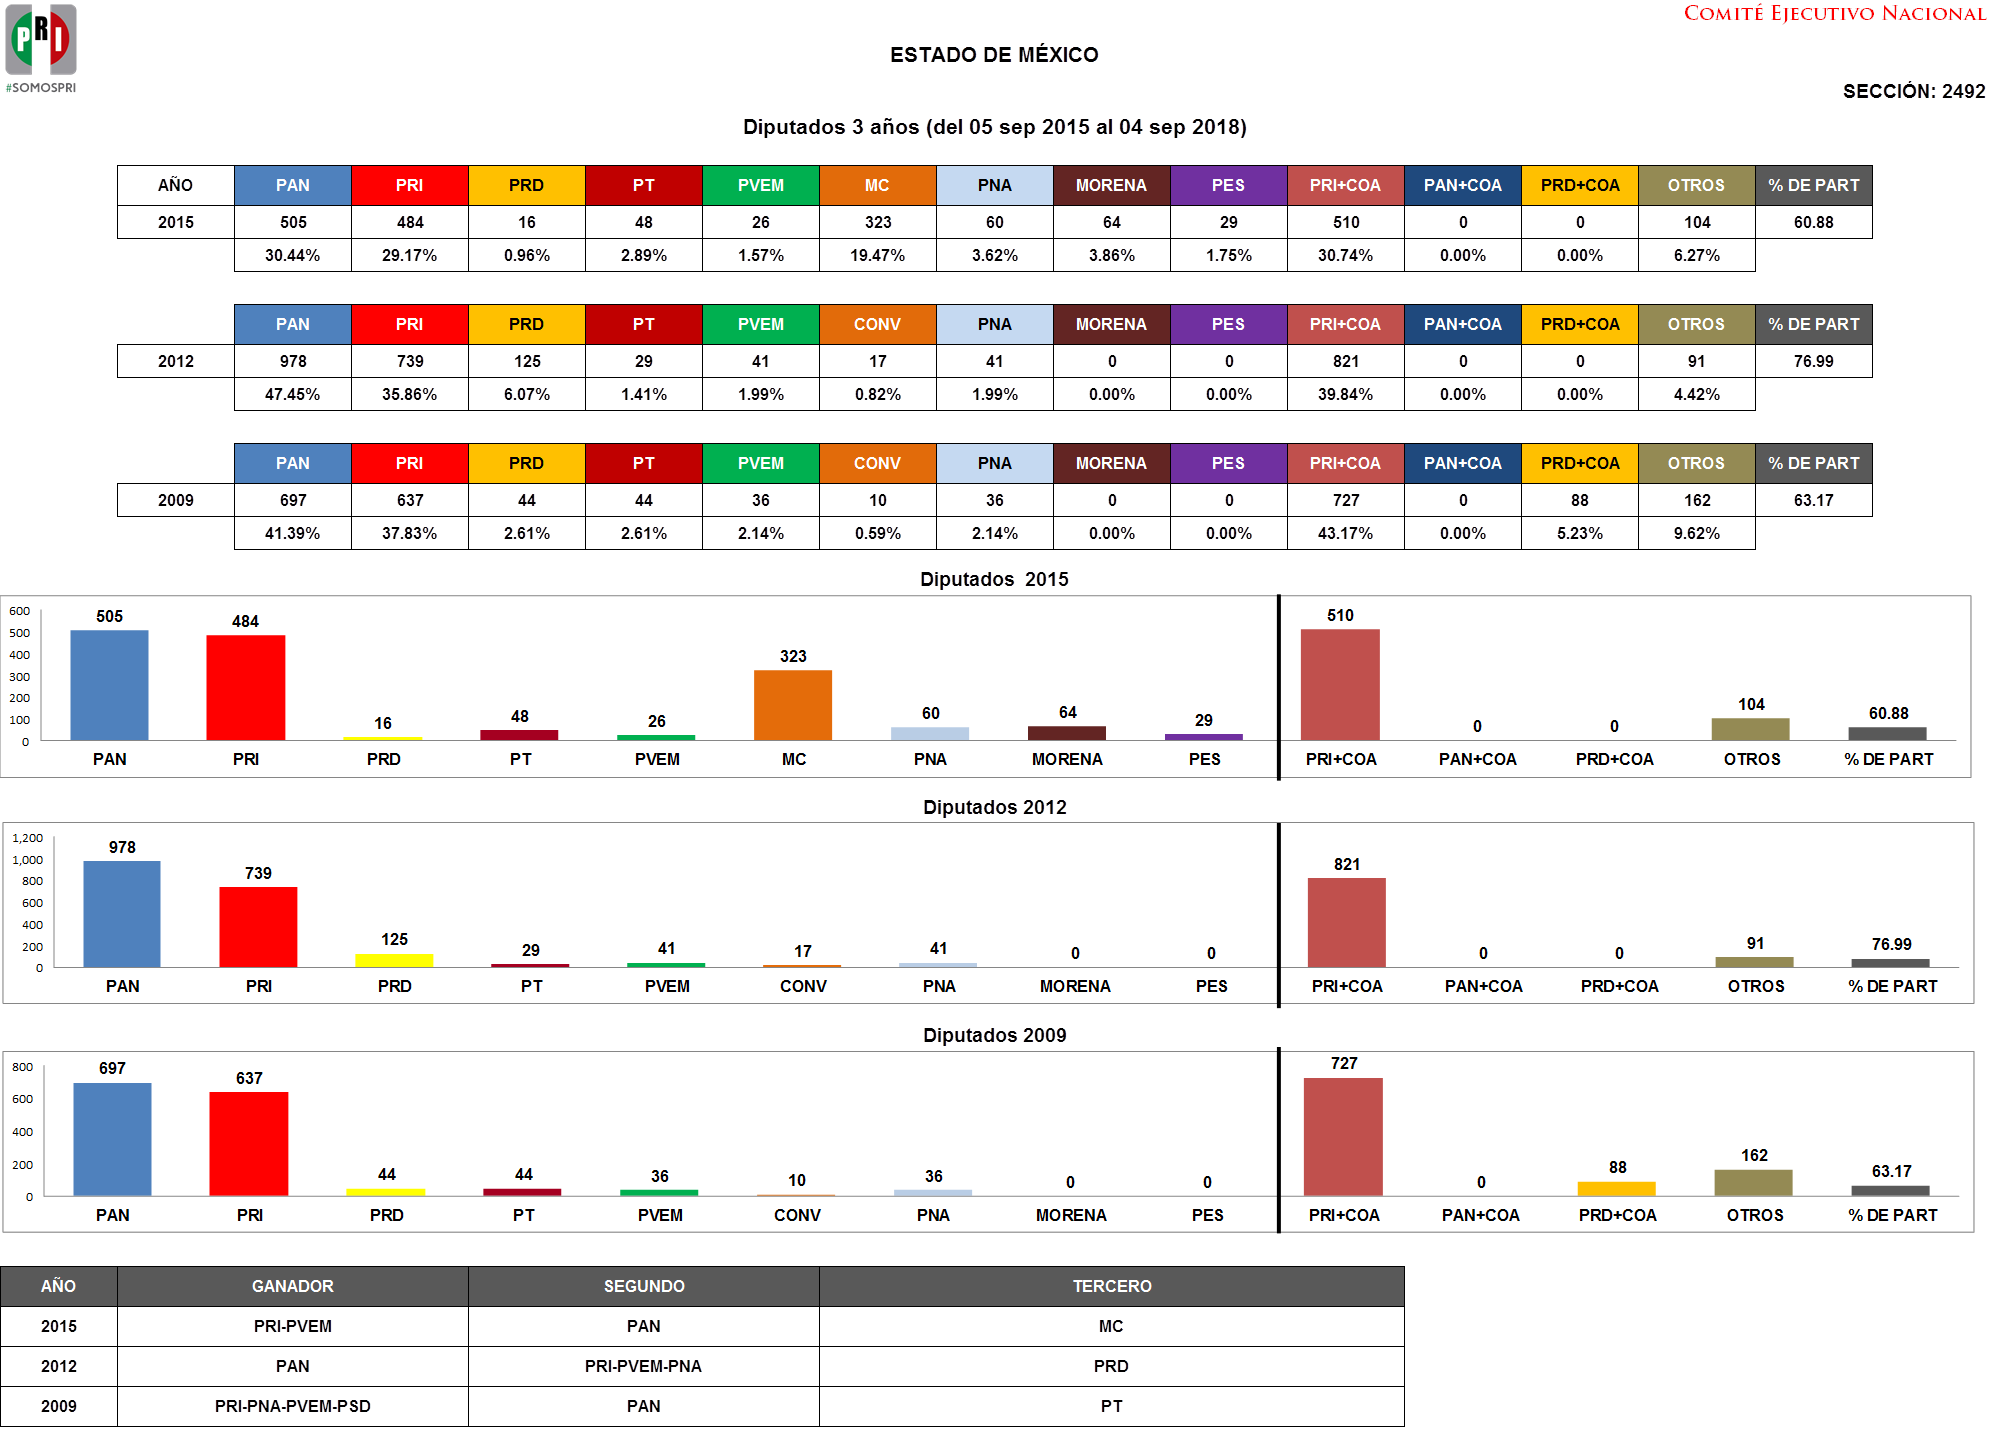 PRI
#SOMOSPRI
COMITÉ EJECUTIVO NACIONAL
ESTADO DE MÉXICO
SECCIÓN: 2492
Diputados 3 años (del 05 sep 2015 al 04 sep 2018)
AÑO PAN PRI PRD PT PVEM MC PNA MORENA PES PRI+COA PAN+COA PRD+COA OTROS % DE PART
2015 505 484 16 48 26 323 60 64 29 510 0 0 104 60.88
30.44% 29.17% 0.96% 2.89% 1.57% 19.47% 3.62% 3.86% 1.75% 30.74% 0.00% 0.00% 6.27%
PAN PRI PRD PT PVEM CONV PNA MORENA PES PRI+COA PAN+COA PRD+COA OTROS % DE PART
2012 978 739 125 29 41 17 41 0 0 821 0 0 91 76.99
47.45% 35.86% 6.07% 1.41% 1.99% 0.82% 1.99% 0.00% 0.00% 39.84% 0.00% 0.00% 4.42%
PAN PRI PRD PT PVEM CONV PNA MORENA PES PRI+COA PAN+COA PRD+COA OTROS % DE PART
2009 697 637 44 44 36 10 36 0 0 727 0 88 162 63.17
41.39% 37.83% 2.61% 2.61% 2.14% 0.59% 2.14% 0.00% 0.00% 43.17% 0.00% 5.23% 9.62%
Diputados 2015
600
500
400
300
200
100
0
505 484 16 48 26 323 60 64 29 510 0 0 104 60.88
PAN PRI PRD PT PVEM MC PNA MORENA PES PRI+COA PAN+COA PRD+COA OTROS % DE PART
Diputados 2012
1,200
1,000
800
600
400
200
0
978 739 125 29 41 17 41 0 0 821 0 0 91 76.99
PAN PRI PRD PT PVEM CONV PNA MORENA PES PRI+COA PAN+COA PRD+COA OTROS % DE PART
Diputados 2009
800
600
400
200
0
697 637 44 44 36 10 36 0 0 727 0 88 162 63.17
PAN PRI PRD PT PVEM CONV PNA MORENA PES PRI+COA PAN+COA PRD+COA OTROS % DE PART
AÑO GANADOR SEGUNDO TERCERO
2015 PRI-PVEM PAN MC
2012 PAN PRI-PVEM-PNA PRD
2009 PRI-PNA-PVEM-PSD PAN PT